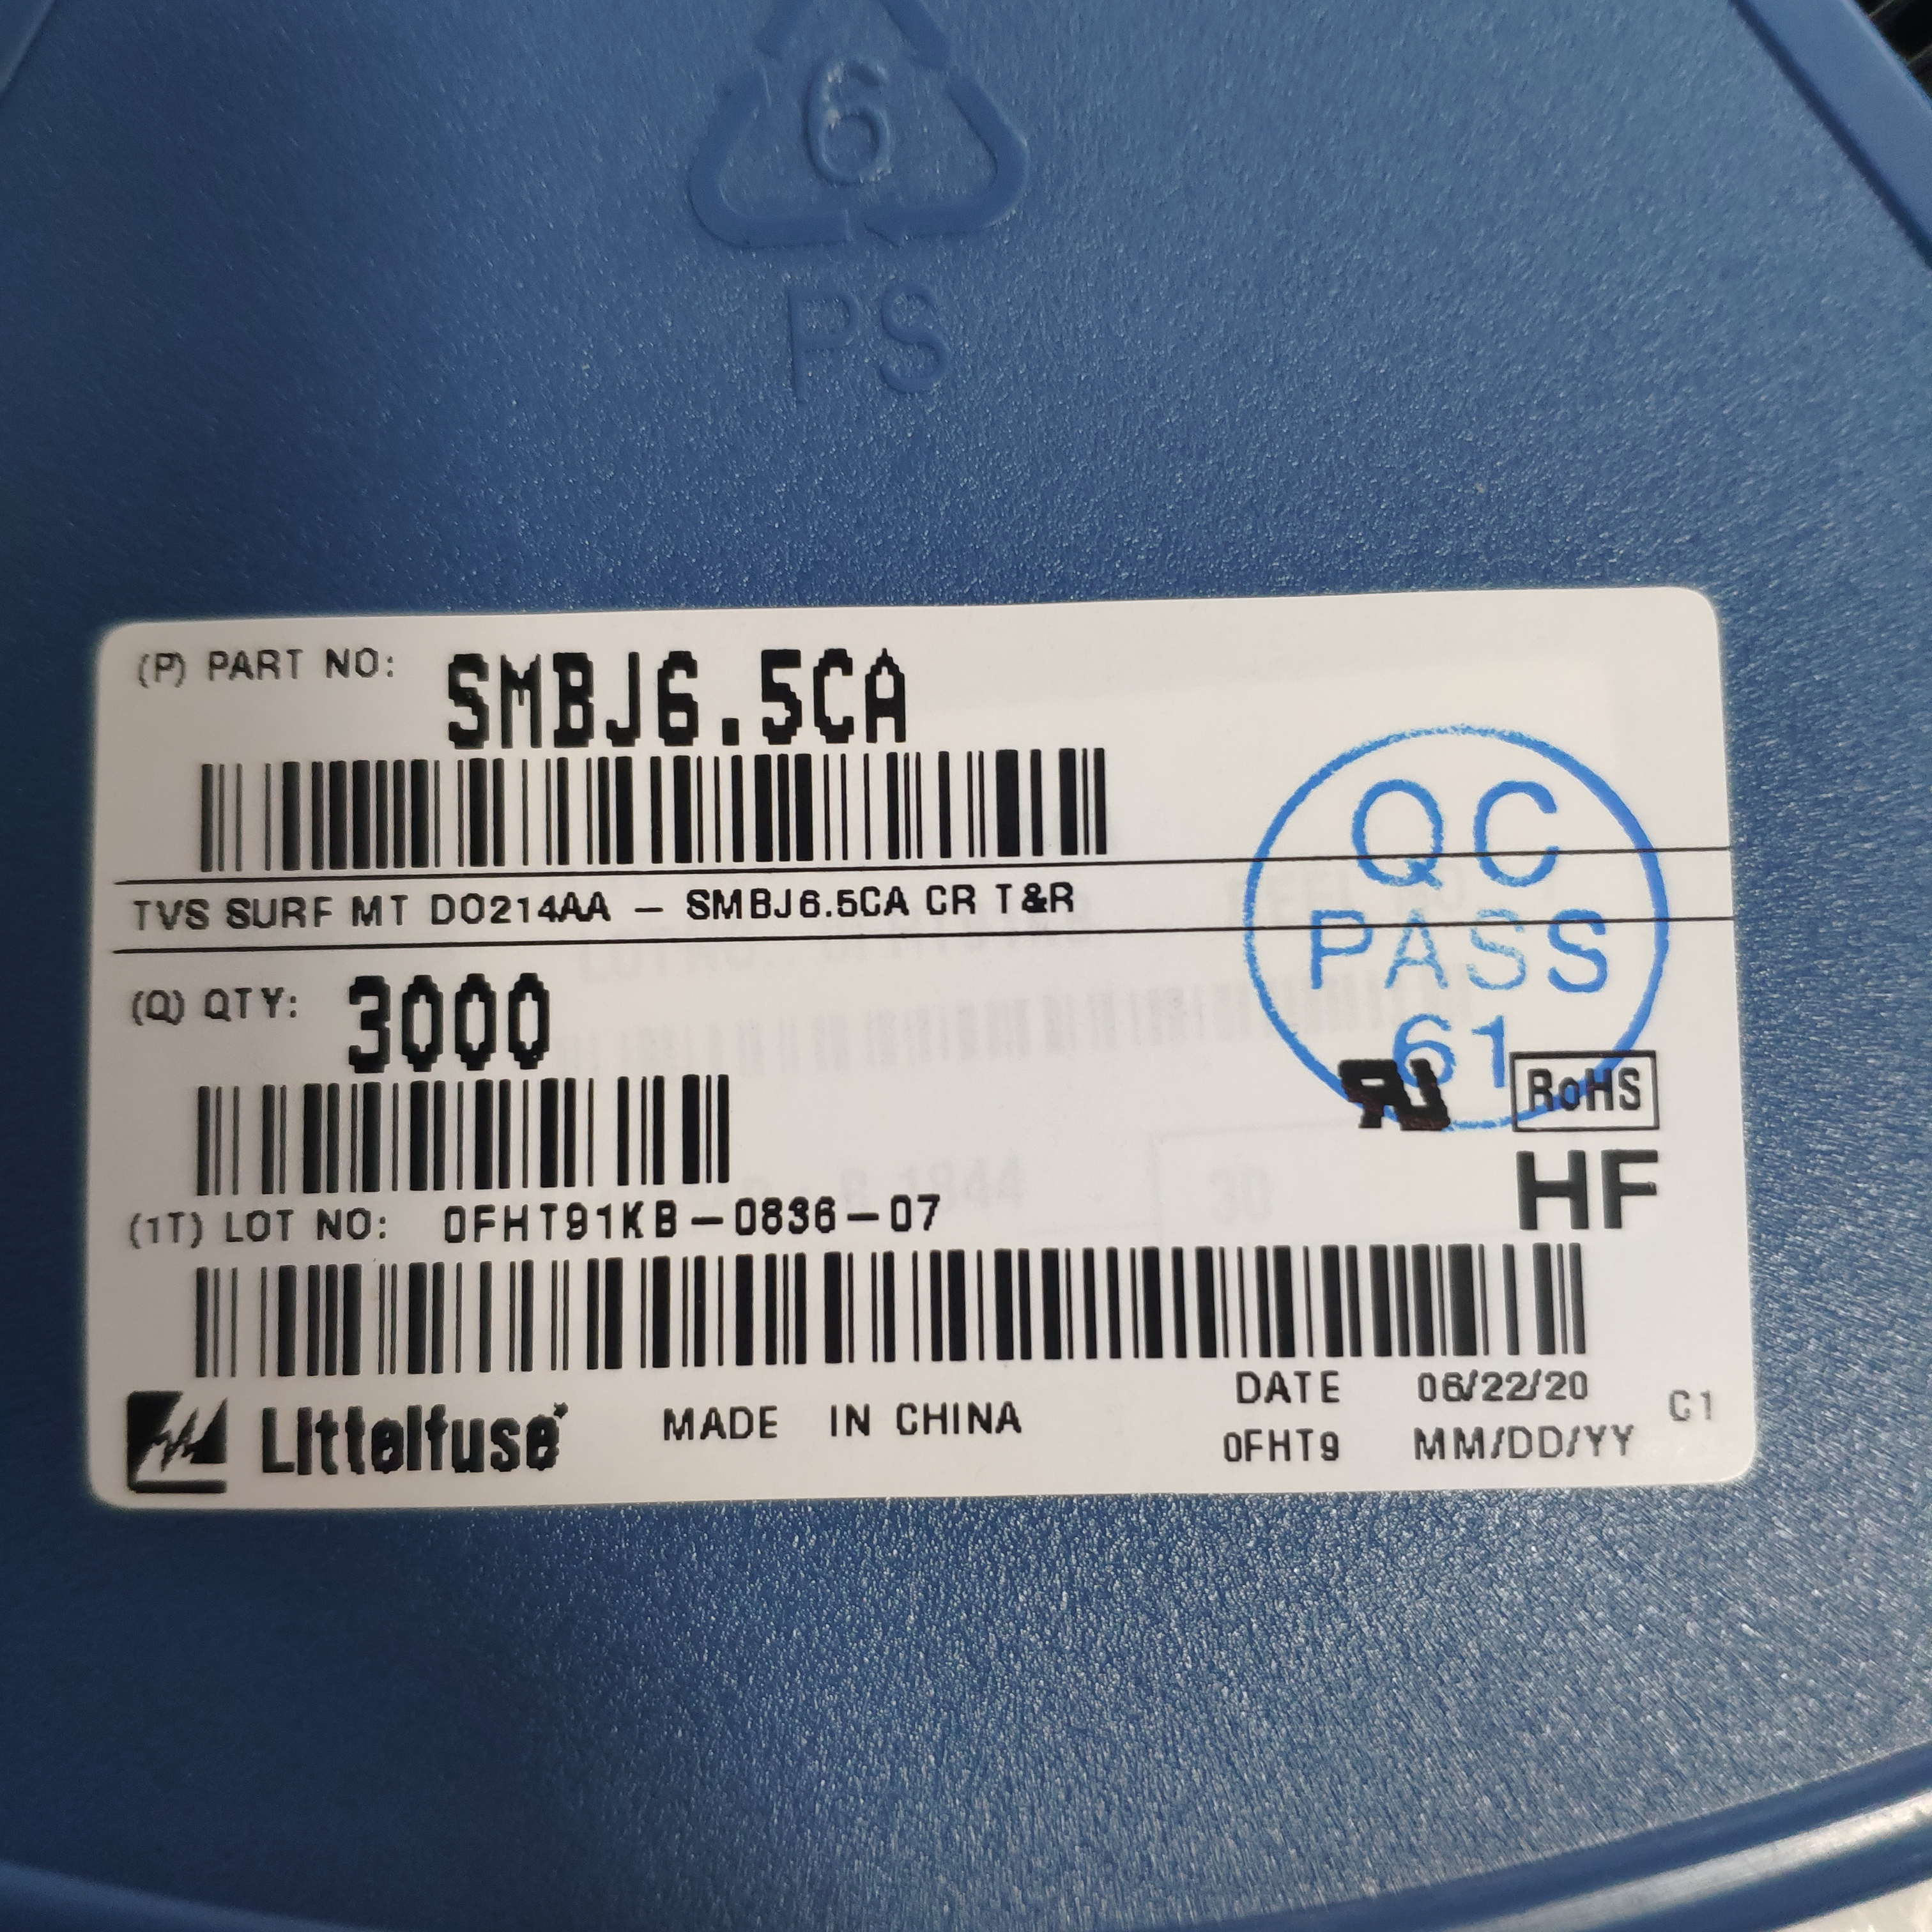 6
PS
(P) PART NO: SMBJ6.5CA
TVS SURF MT DO214AA - SMBJ6.5CA CR T&R
(Q) QTY: 3000
QC
PASS
61
RU
RoHS
HF
(1T) LOT NO: 0FHT91KB-0836-07
Littelfuse
MADE IN CHINA
DATE 06/22/20
0FHT9 MM/DD/YY
C1